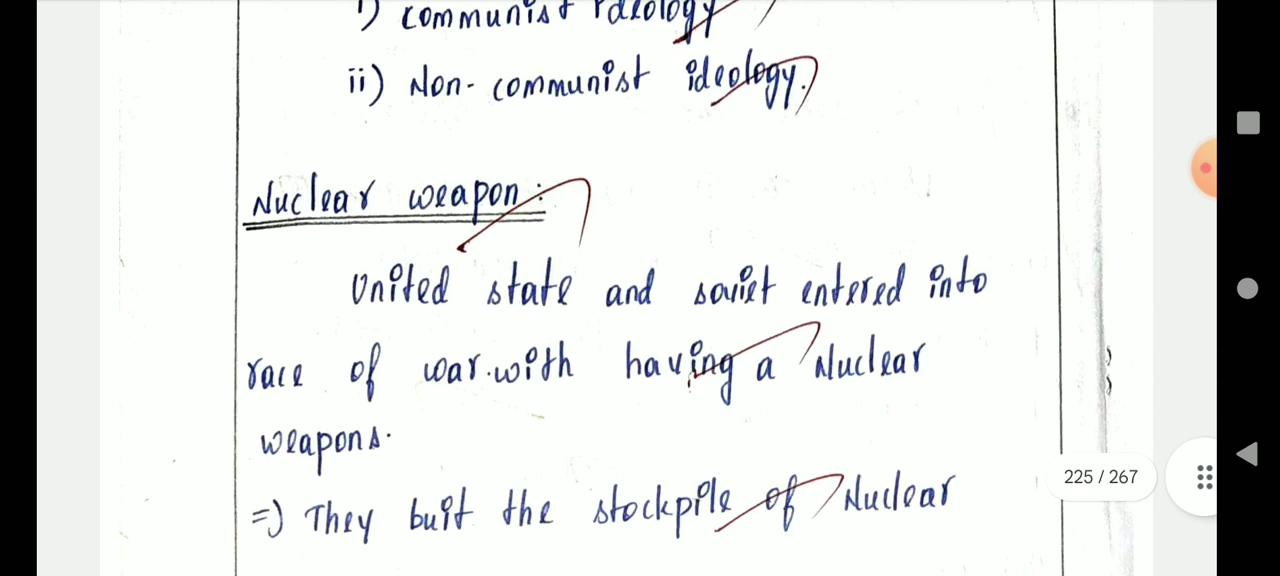 i) communist ideology
ii) Non-communist ideology.
Nuclear weapon:
United state and soviet entered into
race of war.with having a Nuclear
weapons.
=) They buit the stockpile of Nuclear
225 / 267